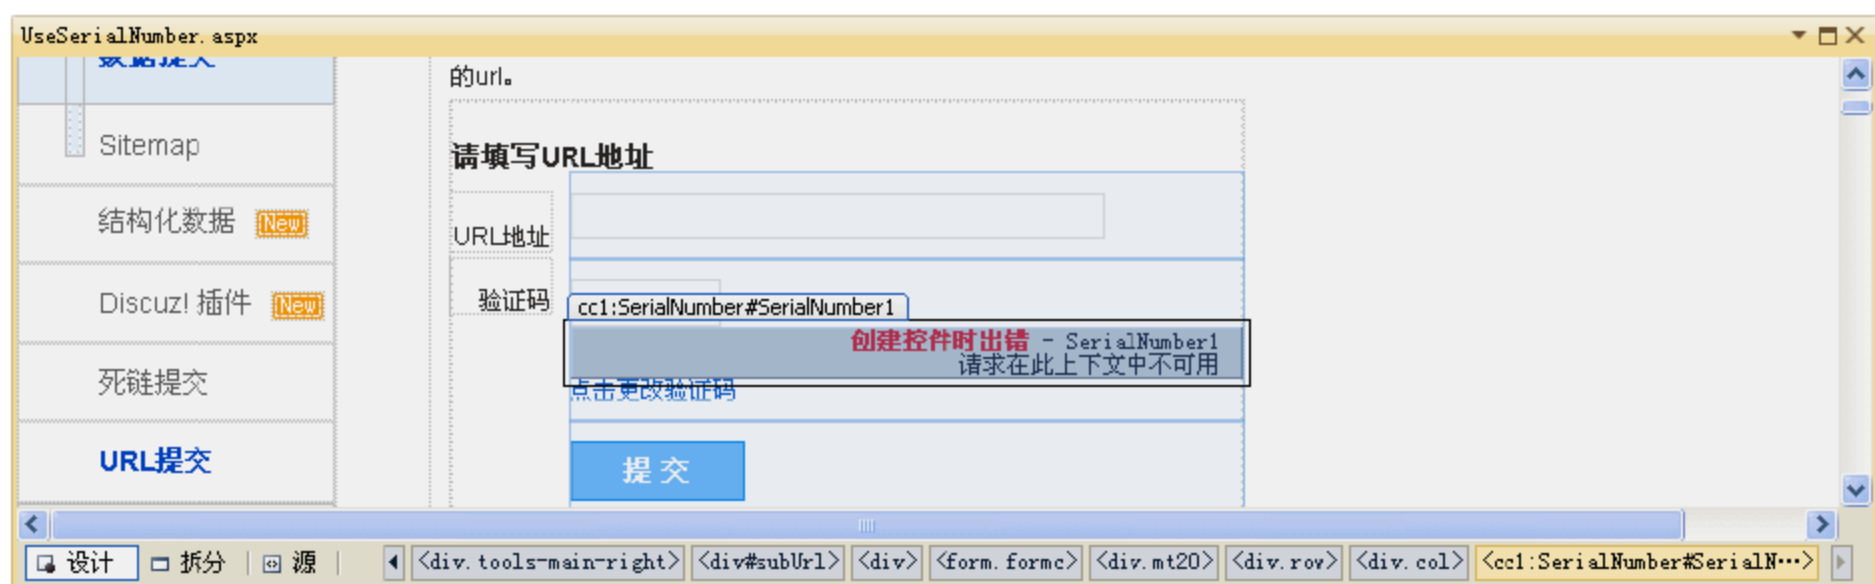 UseSerialNumber.aspx
数据提交
的url。
Sitemap
请填写URL地址
结构化数据 New
URL地址
Discuz! 插件 New
验证码
cc1:SerialNumber#SerialNumber1
创建控件时出错 - SerialNumber1
请求在此上下文中不可用
死链提交
点击更改验证码
URL提交
提 交
设计 拆分 源 <div.tools-main-right> <div#subUrl> <div> <form.formc> <div.mt20> <div.row> <div.col> <cc1:SerialNumber#SerialN...>